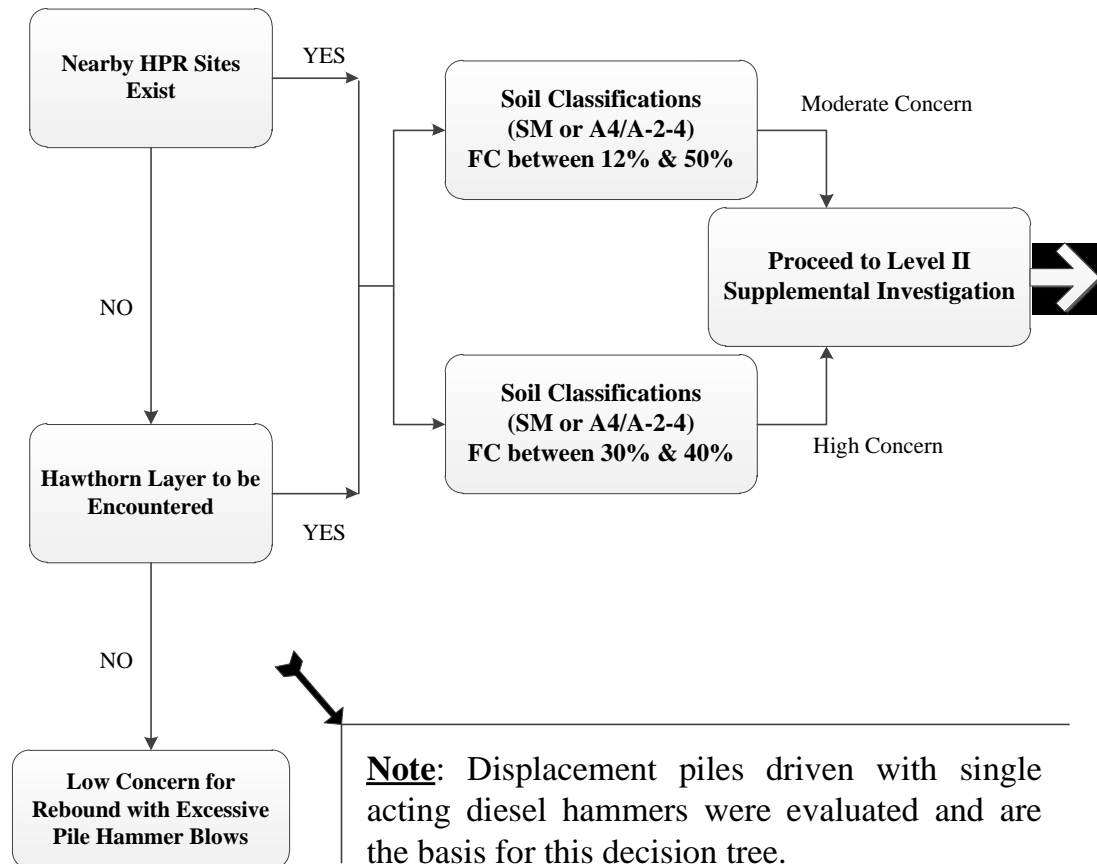 Nearby HPR Sites
Exist
YES
Soil Classifications
(SM or A4/A-2-4)
FC between 12% & 50%
Moderate Concern
Proceed to Level II
Supplemental Investigation
NO
Soil Classifications
(SM or A4/A-2-4)
FC between 30% & 40%
High Concern
Hawthorn Layer to be
Encountered
YES
NO
Low Concern for
Rebound with Excessive
Pile Hammer Blows
Note: Displacement piles driven with single
acting diesel hammers were evaluated and are
the basis for this decision tree.